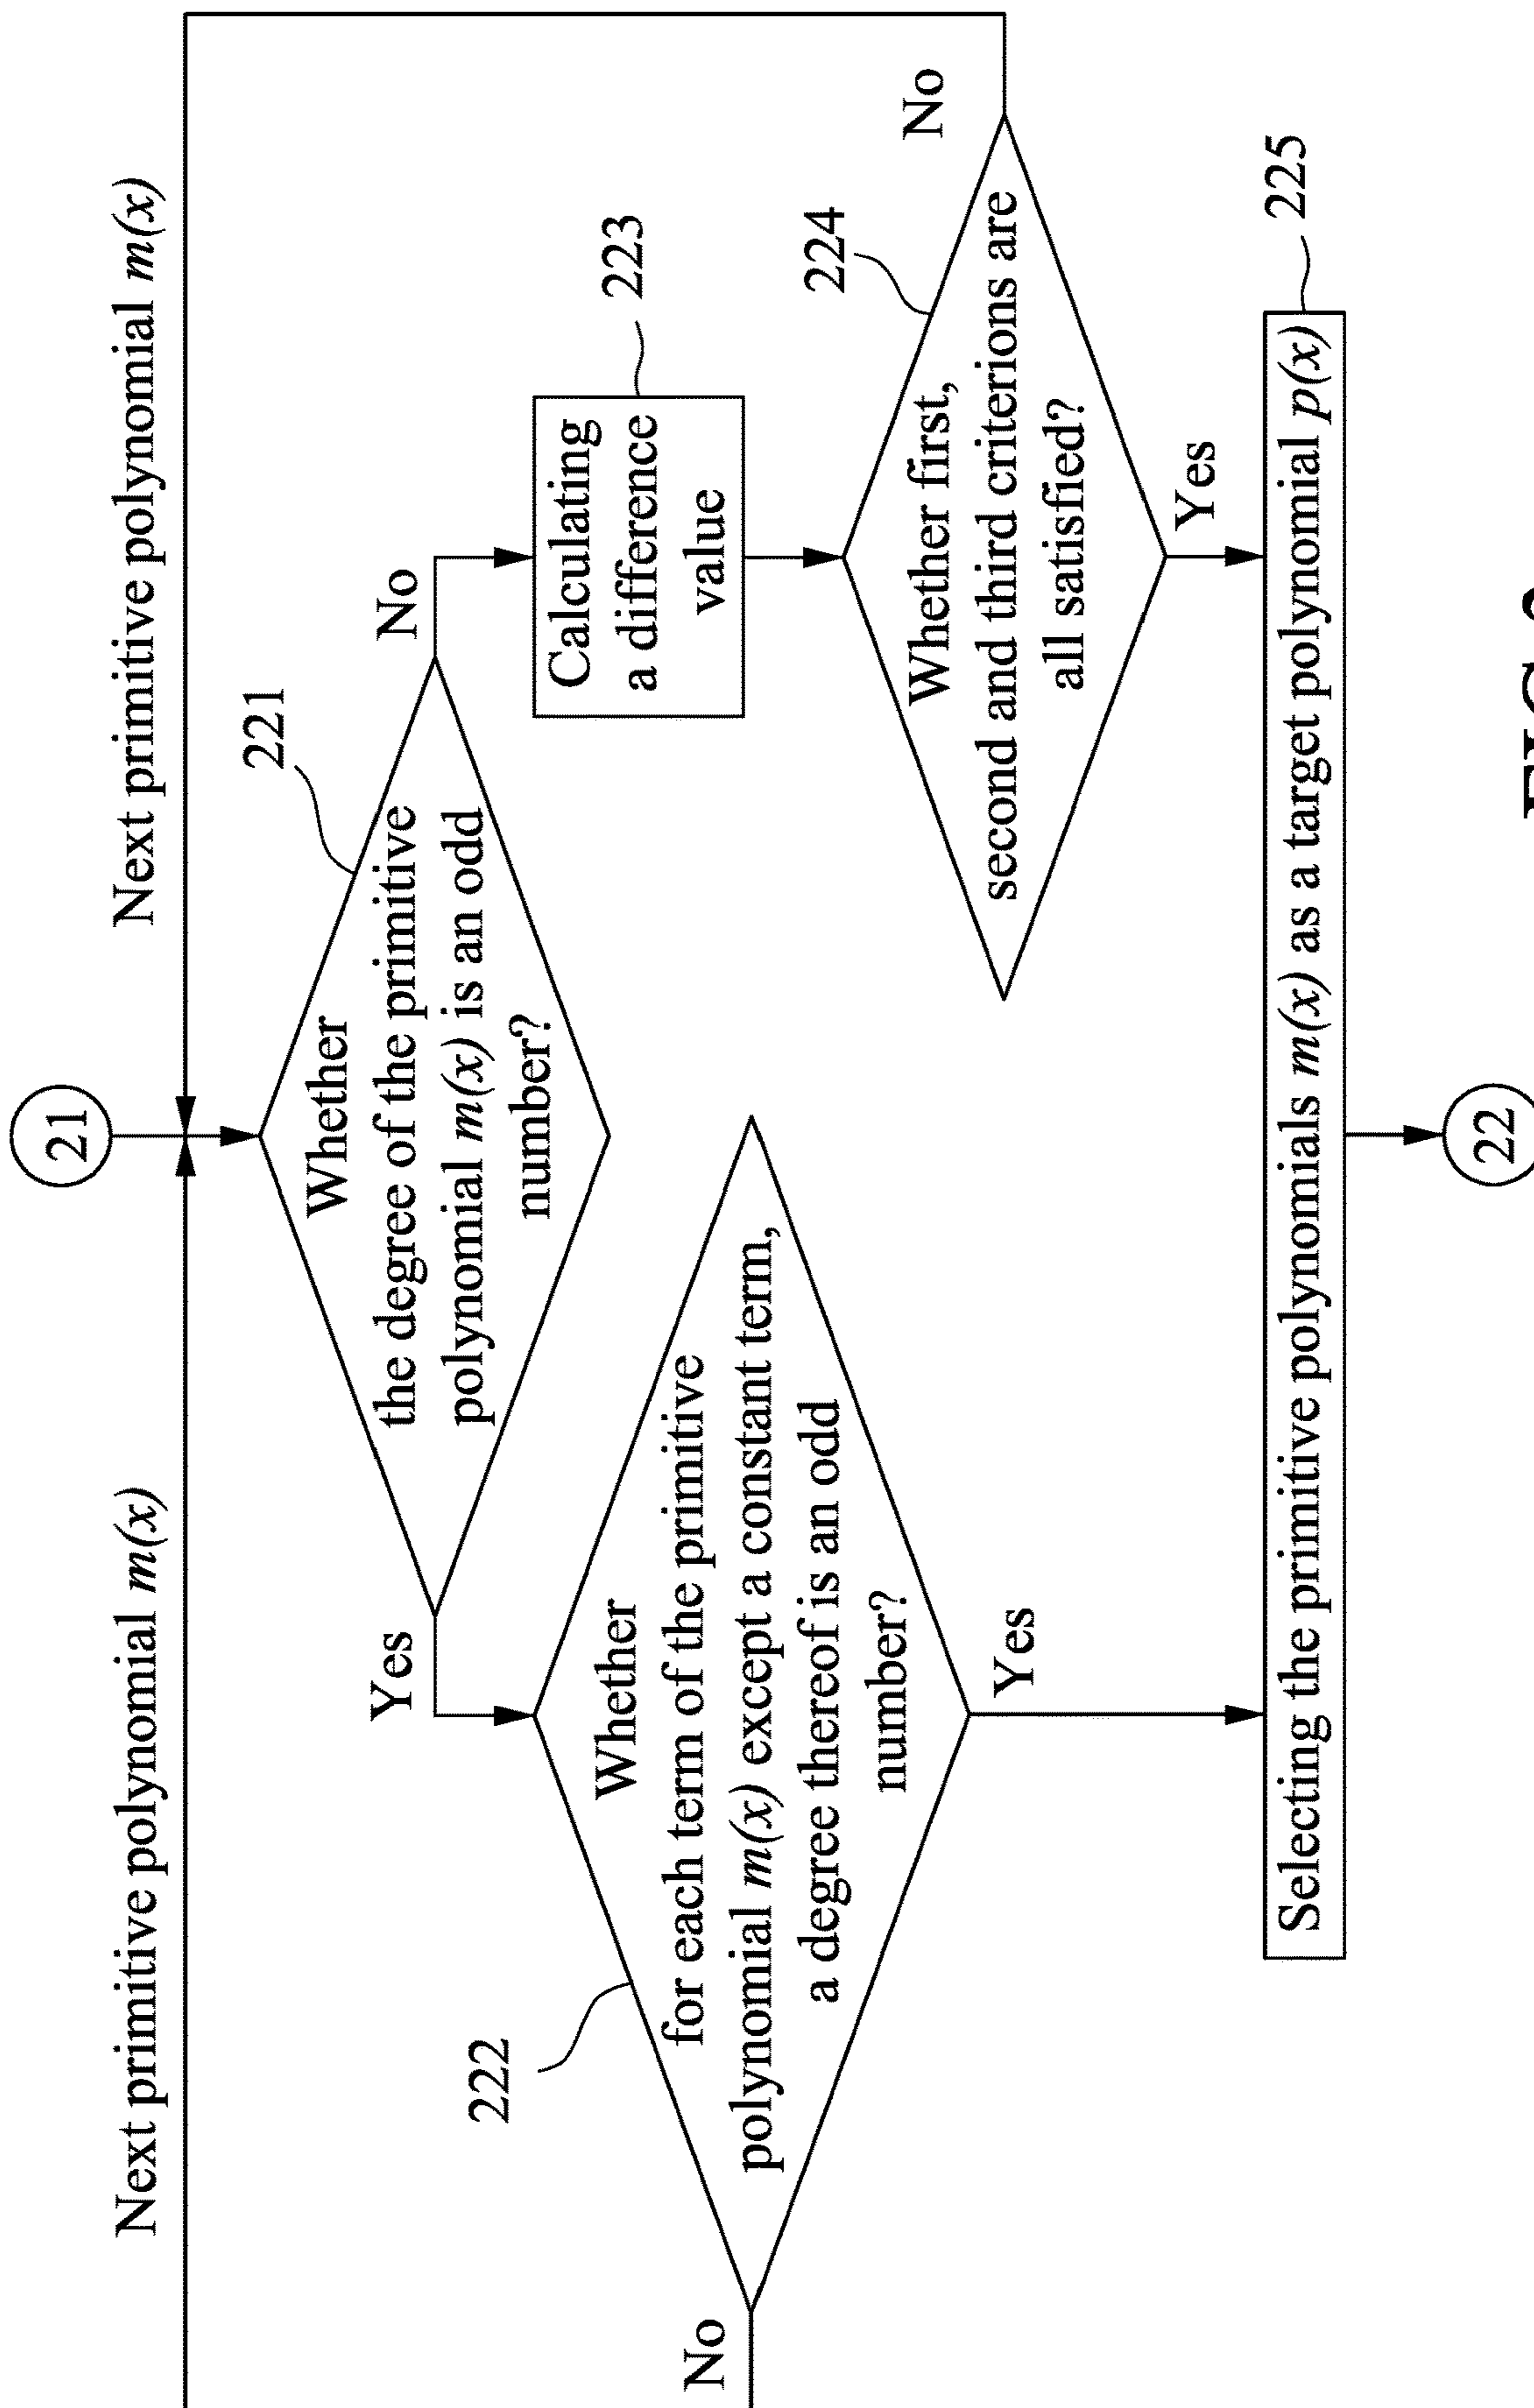 21
Next primitive polynomial m(x)
Next primitive polynomial m(x)
221
Whether
the degree of the primitive
polynomial m(x) is an odd
number?
Yes
No
222
Whether
for each term of the primitive
polynomial m(x) except a constant term,
a degree thereof is an odd
number?
No
Yes
223
Calculating
a difference
value
224
Whether first,
second and third criterions are
all satisfied?
No
Yes
225
Selecting the primitive polynomials m(x) as a target polynomial p(x)
22